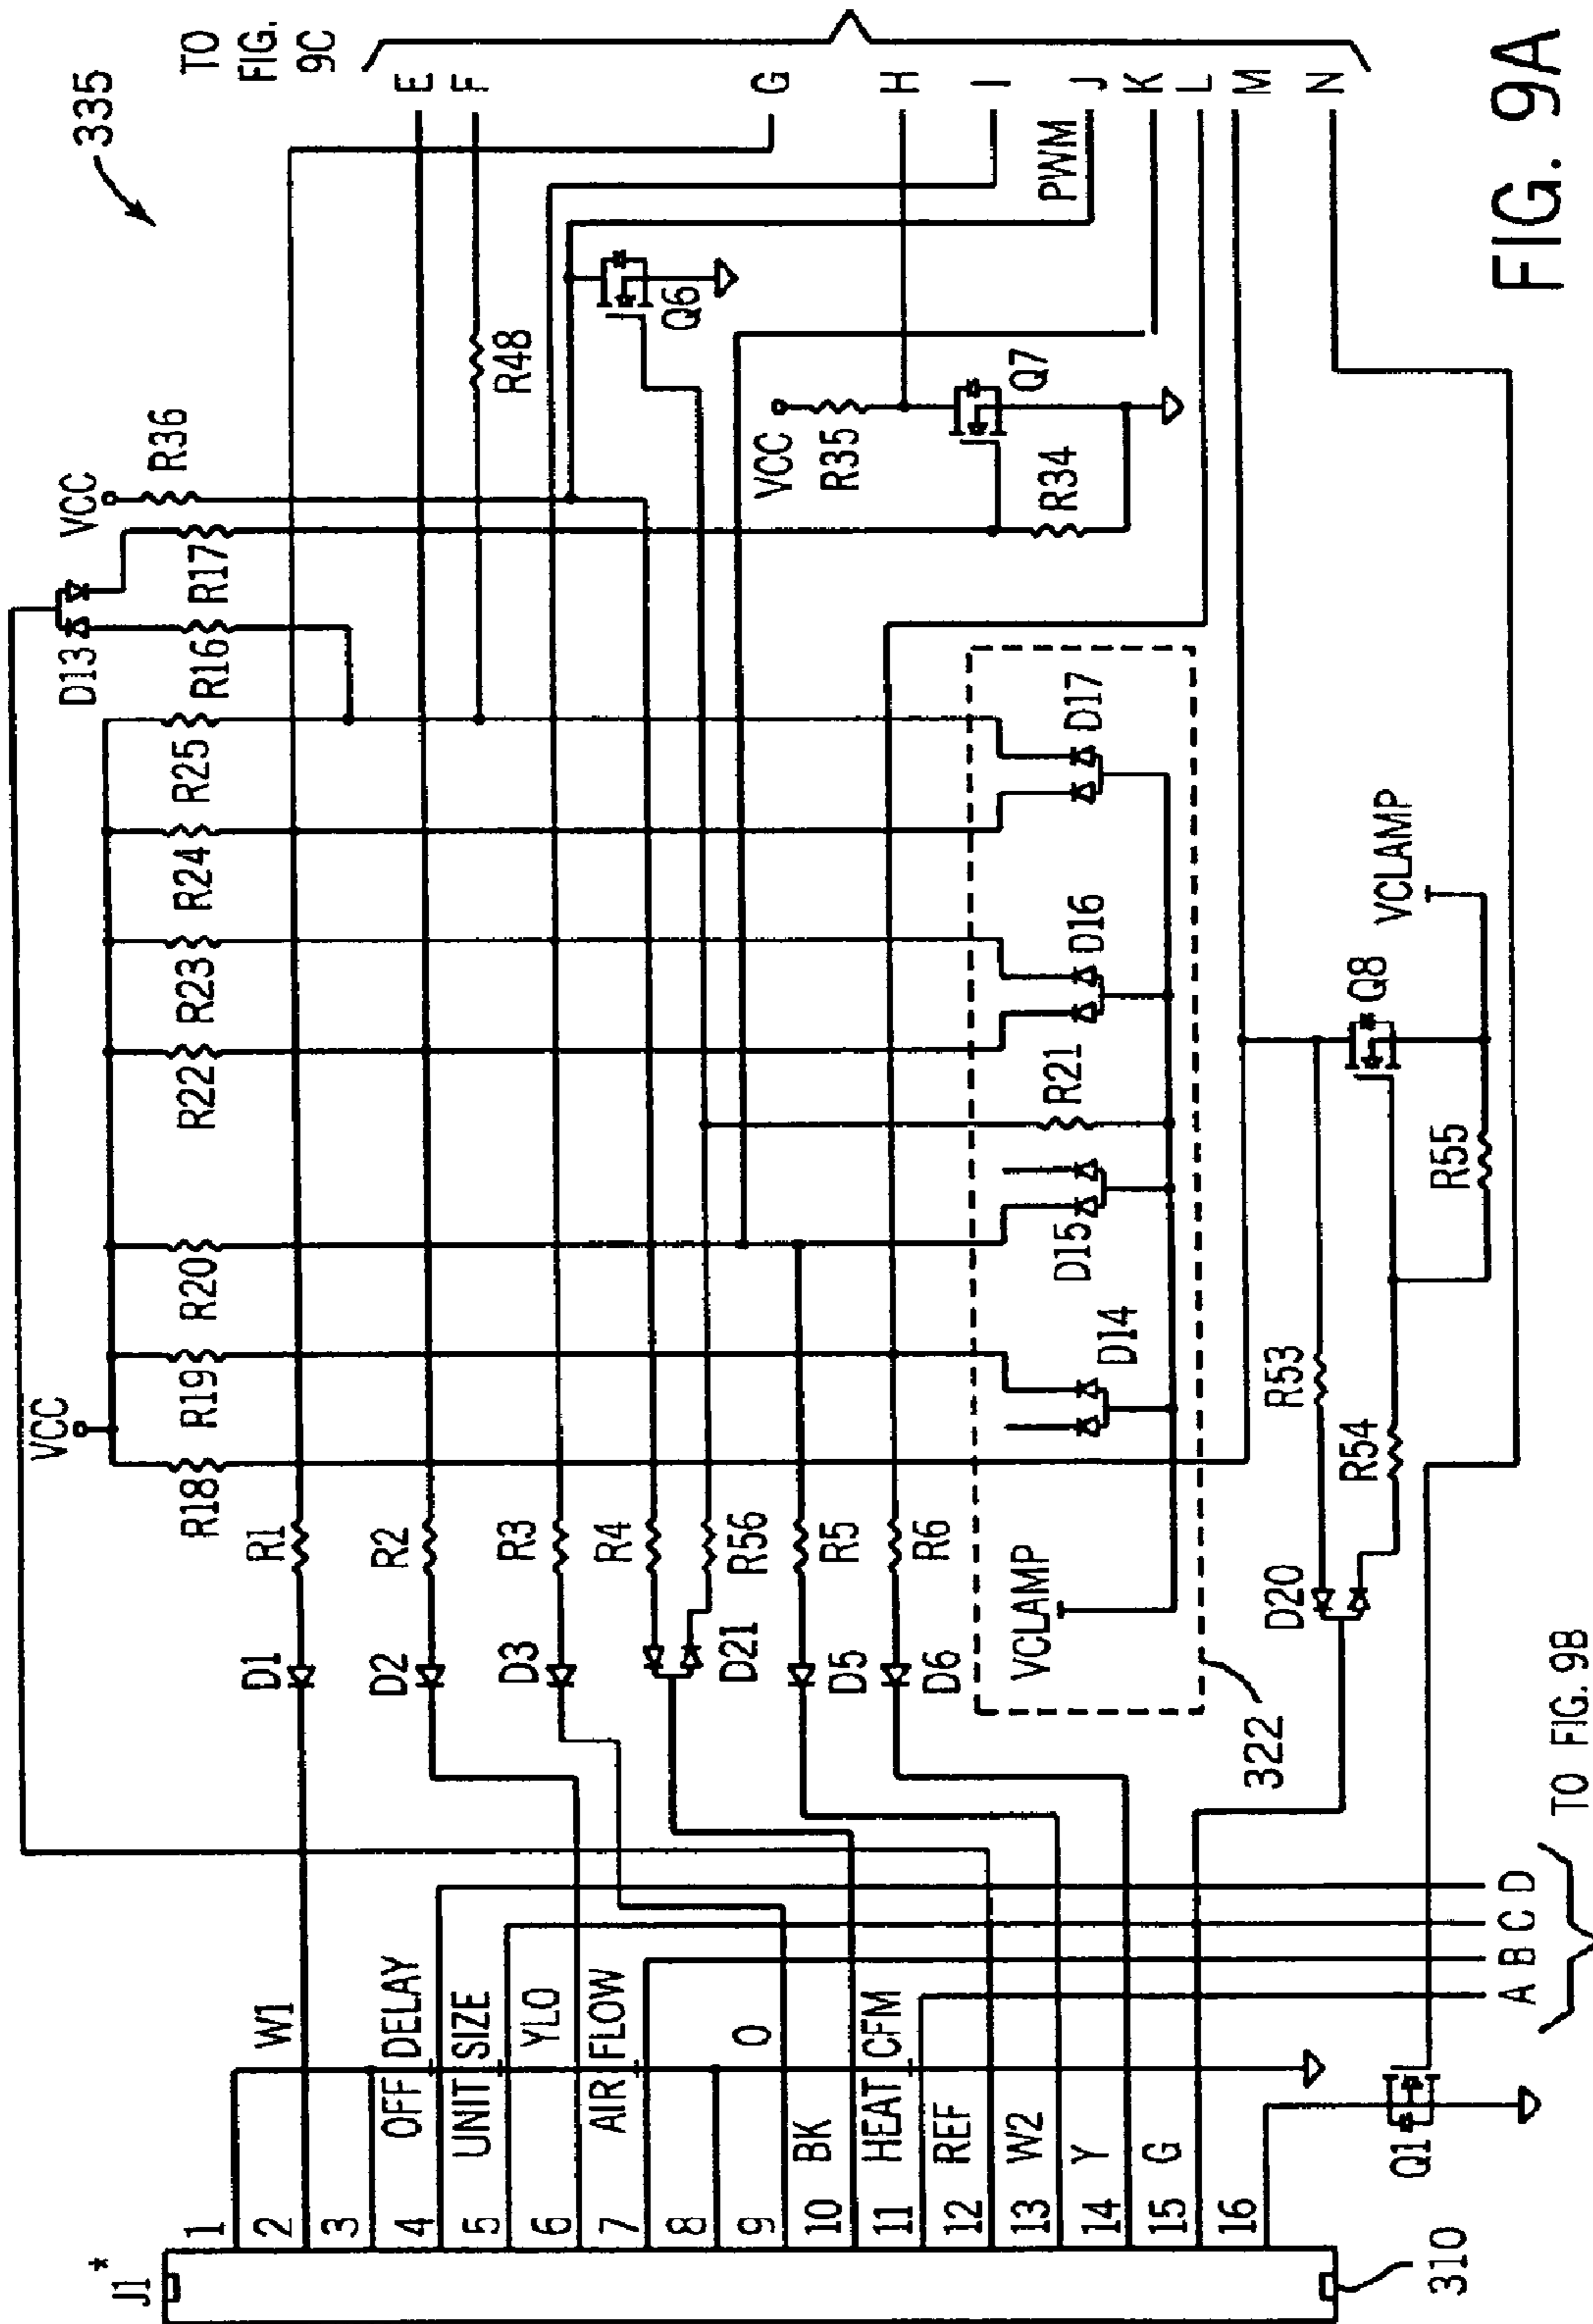 TO
FIG.
9C
335
E
F
G
H
I
J
K
L
M
N
PWM
VCC
R36
R17
D13
R16
R48
Q6
VCC
R35
Q7
R34
R25
R24
R23
R22
R20
R19
R18
VCC
D17
D16
R21
D15
D14
VCLAMP
322
R1
D1
R2
D2
R3
D3
R4
R56
D21
R5
D5
R6
D6
VCLAMP
Q8
R55
R53
R54
D20
J1*
1
2
3
4
5
6
7
8
9
10
11
12
13
14
15
16
W1
OFF DELAY
UNIT SIZE
YLO
AIR FLOW
O
BK
HEAT CFM
REF
W2
Y
G
Q1
310
A B C D
TO FIG. 9B
FIG. 9A